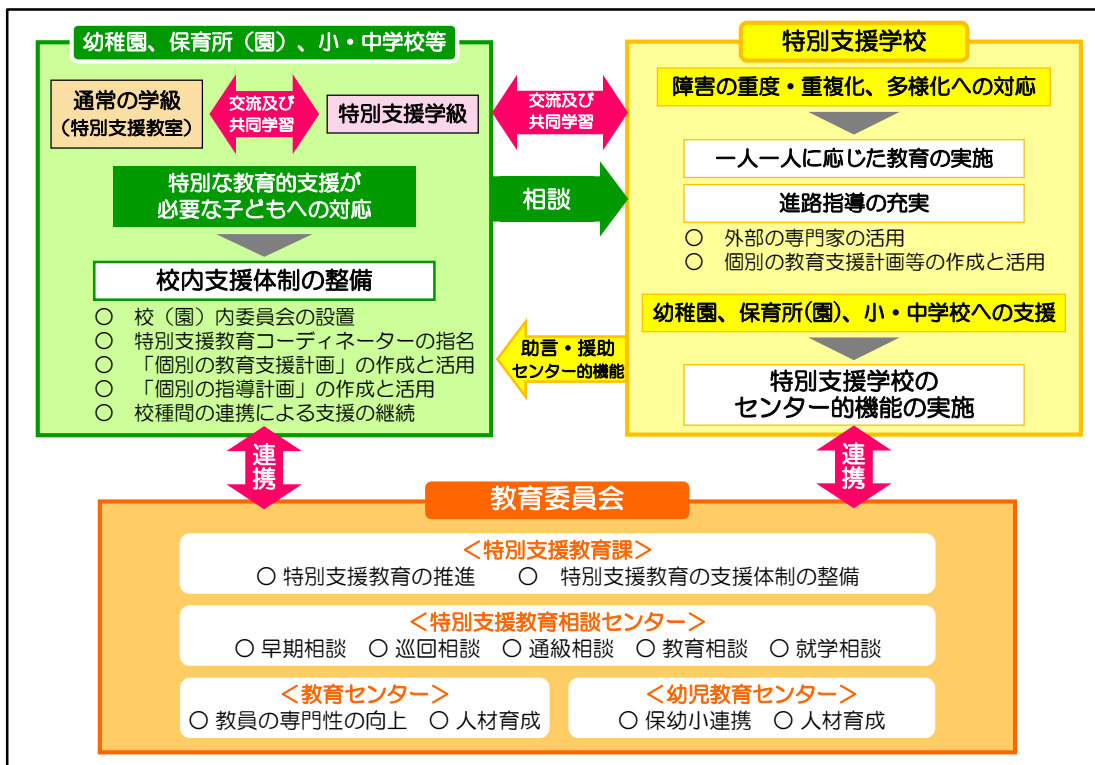 幼稚園、保育所（園）、小・中学校等
通常の学級
（特別支援教室）
交流及び
共同学習
特別支援学級
特別な教育的支援が
必要な子どもへの対応
校内支援体制の整備
○ 校（園）内委員会の設置
○ 特別支援教育コーディネーターの指名
○ 「個別の教育支援計画」の作成と活用
○ 「個別の指導計画」の作成と活用
○ 校種間の連携による支援の継続
交流及び
共同学習
相談
助言・援助
センター的機能
特別支援学校
障害の重度・重複化、多様化への対応
一人一人に応じた教育の実施
進路指導の充実
○ 外部の専門家の活用
○ 個別の教育支援計画等の作成と活用
幼稚園、保育所(園)、小・中学校への支援
特別支援学校の
センター的機能の実施
連携
連携
教育委員会
＜特別支援教育課＞
○ 特別支援教育の推進 ○ 特別支援教育の支援体制の整備
＜特別支援教育相談センター＞
○ 早期相談 ○ 巡回相談 ○ 通級相談 ○ 教育相談 ○ 就学相談
＜教育センター＞
○ 教員の専門性の向上 ○ 人材育成
＜幼児教育センター＞
○ 保幼小連携 ○ 人材育成